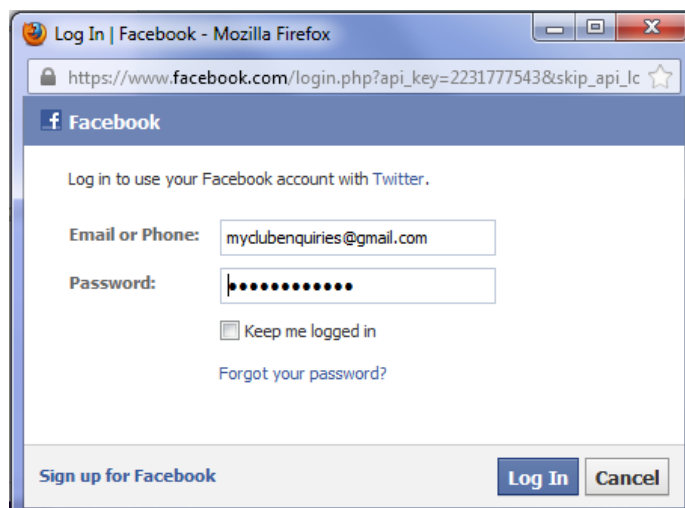 Log In | Facebook - Mozilla Firefox
https://www.facebook.com/login.php?api_key=2231777543&skip_api_lc
f Facebook
Log in to use your Facebook account with Twitter.
Email or Phone: myclubenquiries@gmail.com
Password: ••••••••••••
Keep me logged in
Forgot your password?
Sign up for Facebook Log In Cancel